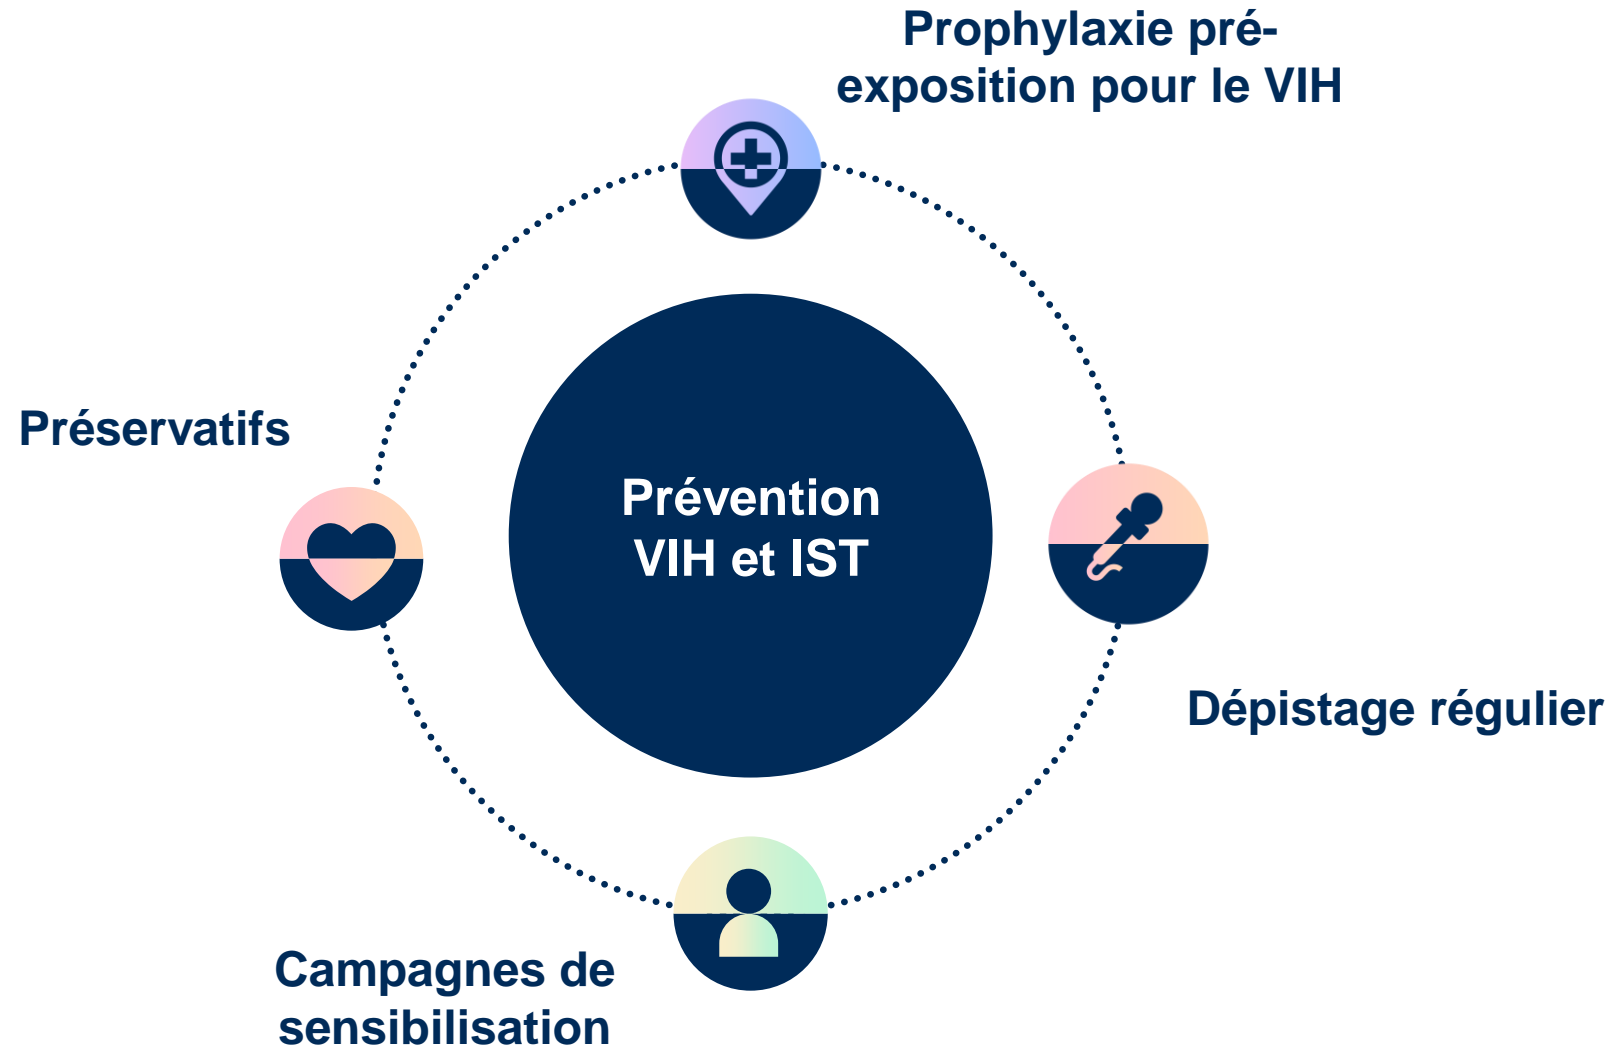 Prophylaxie pré-
exposition pour le VIH
Préservatifs
Prévention
VIH et IST
Dépistage régulier
Campagnes de
sensibilisation